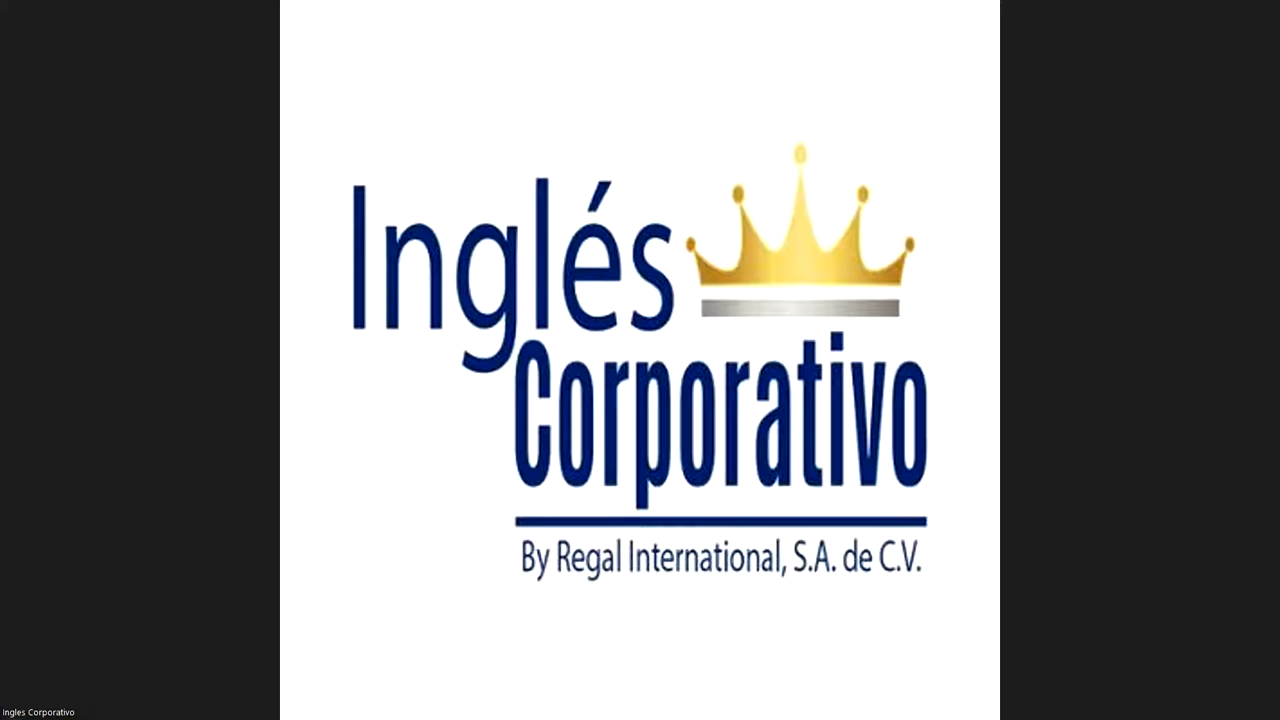 Inglés
Corporativo
By Regal International, S.A. de C.V.
Ingles Corporativo